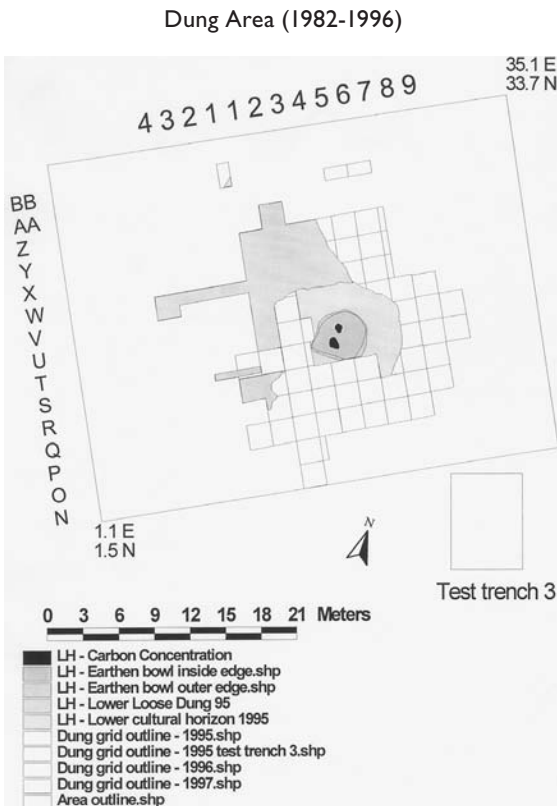 Dung Area (1982-1996)
35.1 E
33.7 N
4 3 2 1 1 2 3 4 5 6 7 8 9
BB
AA
Z
Y
X
W
V
U
T
S
R
Q
P
O
N
1.1 E
1.5 N
N
Test trench 3
0 3 6 9 12 15 18 21 Meters
LH - Carbon Concentration
LH - Earthen bowl inside edge.shp
LH - Earthen bowl outer edge.shp
LH - Lower Loose Dung 95
LH - Lower cultural horizon 1995
Dung grid outline - 1995.shp
Dung grid outline - 1995 test trench 3.shp
Dung grid outline - 1996.shp
Dung grid outline - 1997.shp
Area outline.shp